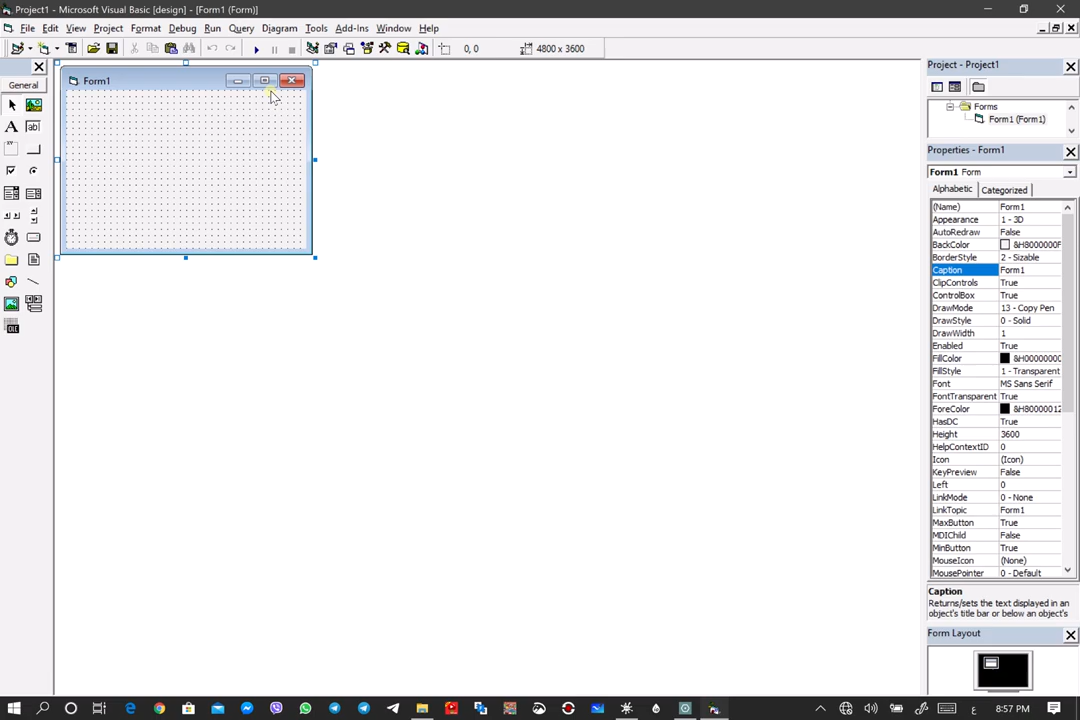 Project1 - Microsoft Visual Basic [design] - [Form1 (Form)]
File Edit View Project Format Debug Run Query Diagram Tools Add-Ins Window Help
0, 0 4800 x 3600
General
Form1
A
ab|
XY
Project - Project1
Forms
Form1 (Form1)
Properties - Form1
Form1 Form
Alphabetic Categorized
(Name) Form1
Appearance 1 - 3D
AutoRedraw False
BackColor &H8000000F
BorderStyle 2 - Sizable
Caption Form1
ClipControls True
ControlBox True
DrawMode 13 - Copy Pen
DrawStyle 0 - Solid
DrawWidth 1
Enabled True
FillColor &H00000000
FillStyle 1 - Transparent
Font MS Sans Serif
FontTransparent True
ForeColor &H80000012
HasDC True
Height 3600
HelpContextID 0
Icon (Icon)
KeyPreview False
Left 0
LinkMode 0 - None
LinkTopic Form1
MaxButton True
MDIChild False
MinButton True
MouseIcon (None)
MousePointer 0 - Default
Caption
Returns/sets the text displayed in an
object's title bar or below an object's
Form Layout
ع 8:57 PM